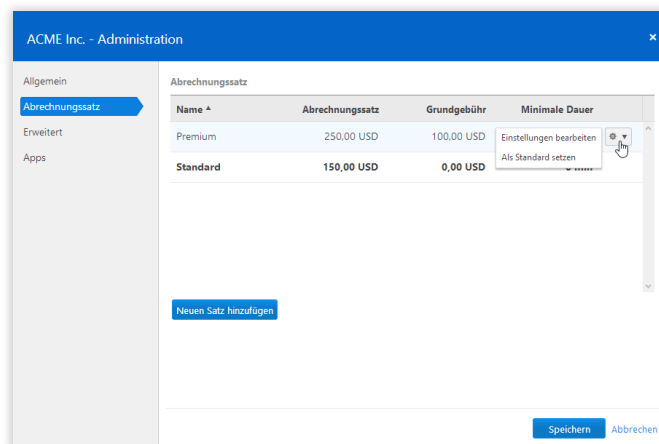 ACME Inc. - Administration
×
Allgemein
Abrechnungssatz
Erweitert
Apps
Abrechnungssatz
Name Abrechnungssatz Grundgebühr Minimale Dauer
Premium 250,00 USD 100,00 USD
Einstellungen bearbeiten
Als Standard setzen
Standard 150,00 USD 0,00 USD
Neuen Satz hinzufügen
Speichern Abbrechen